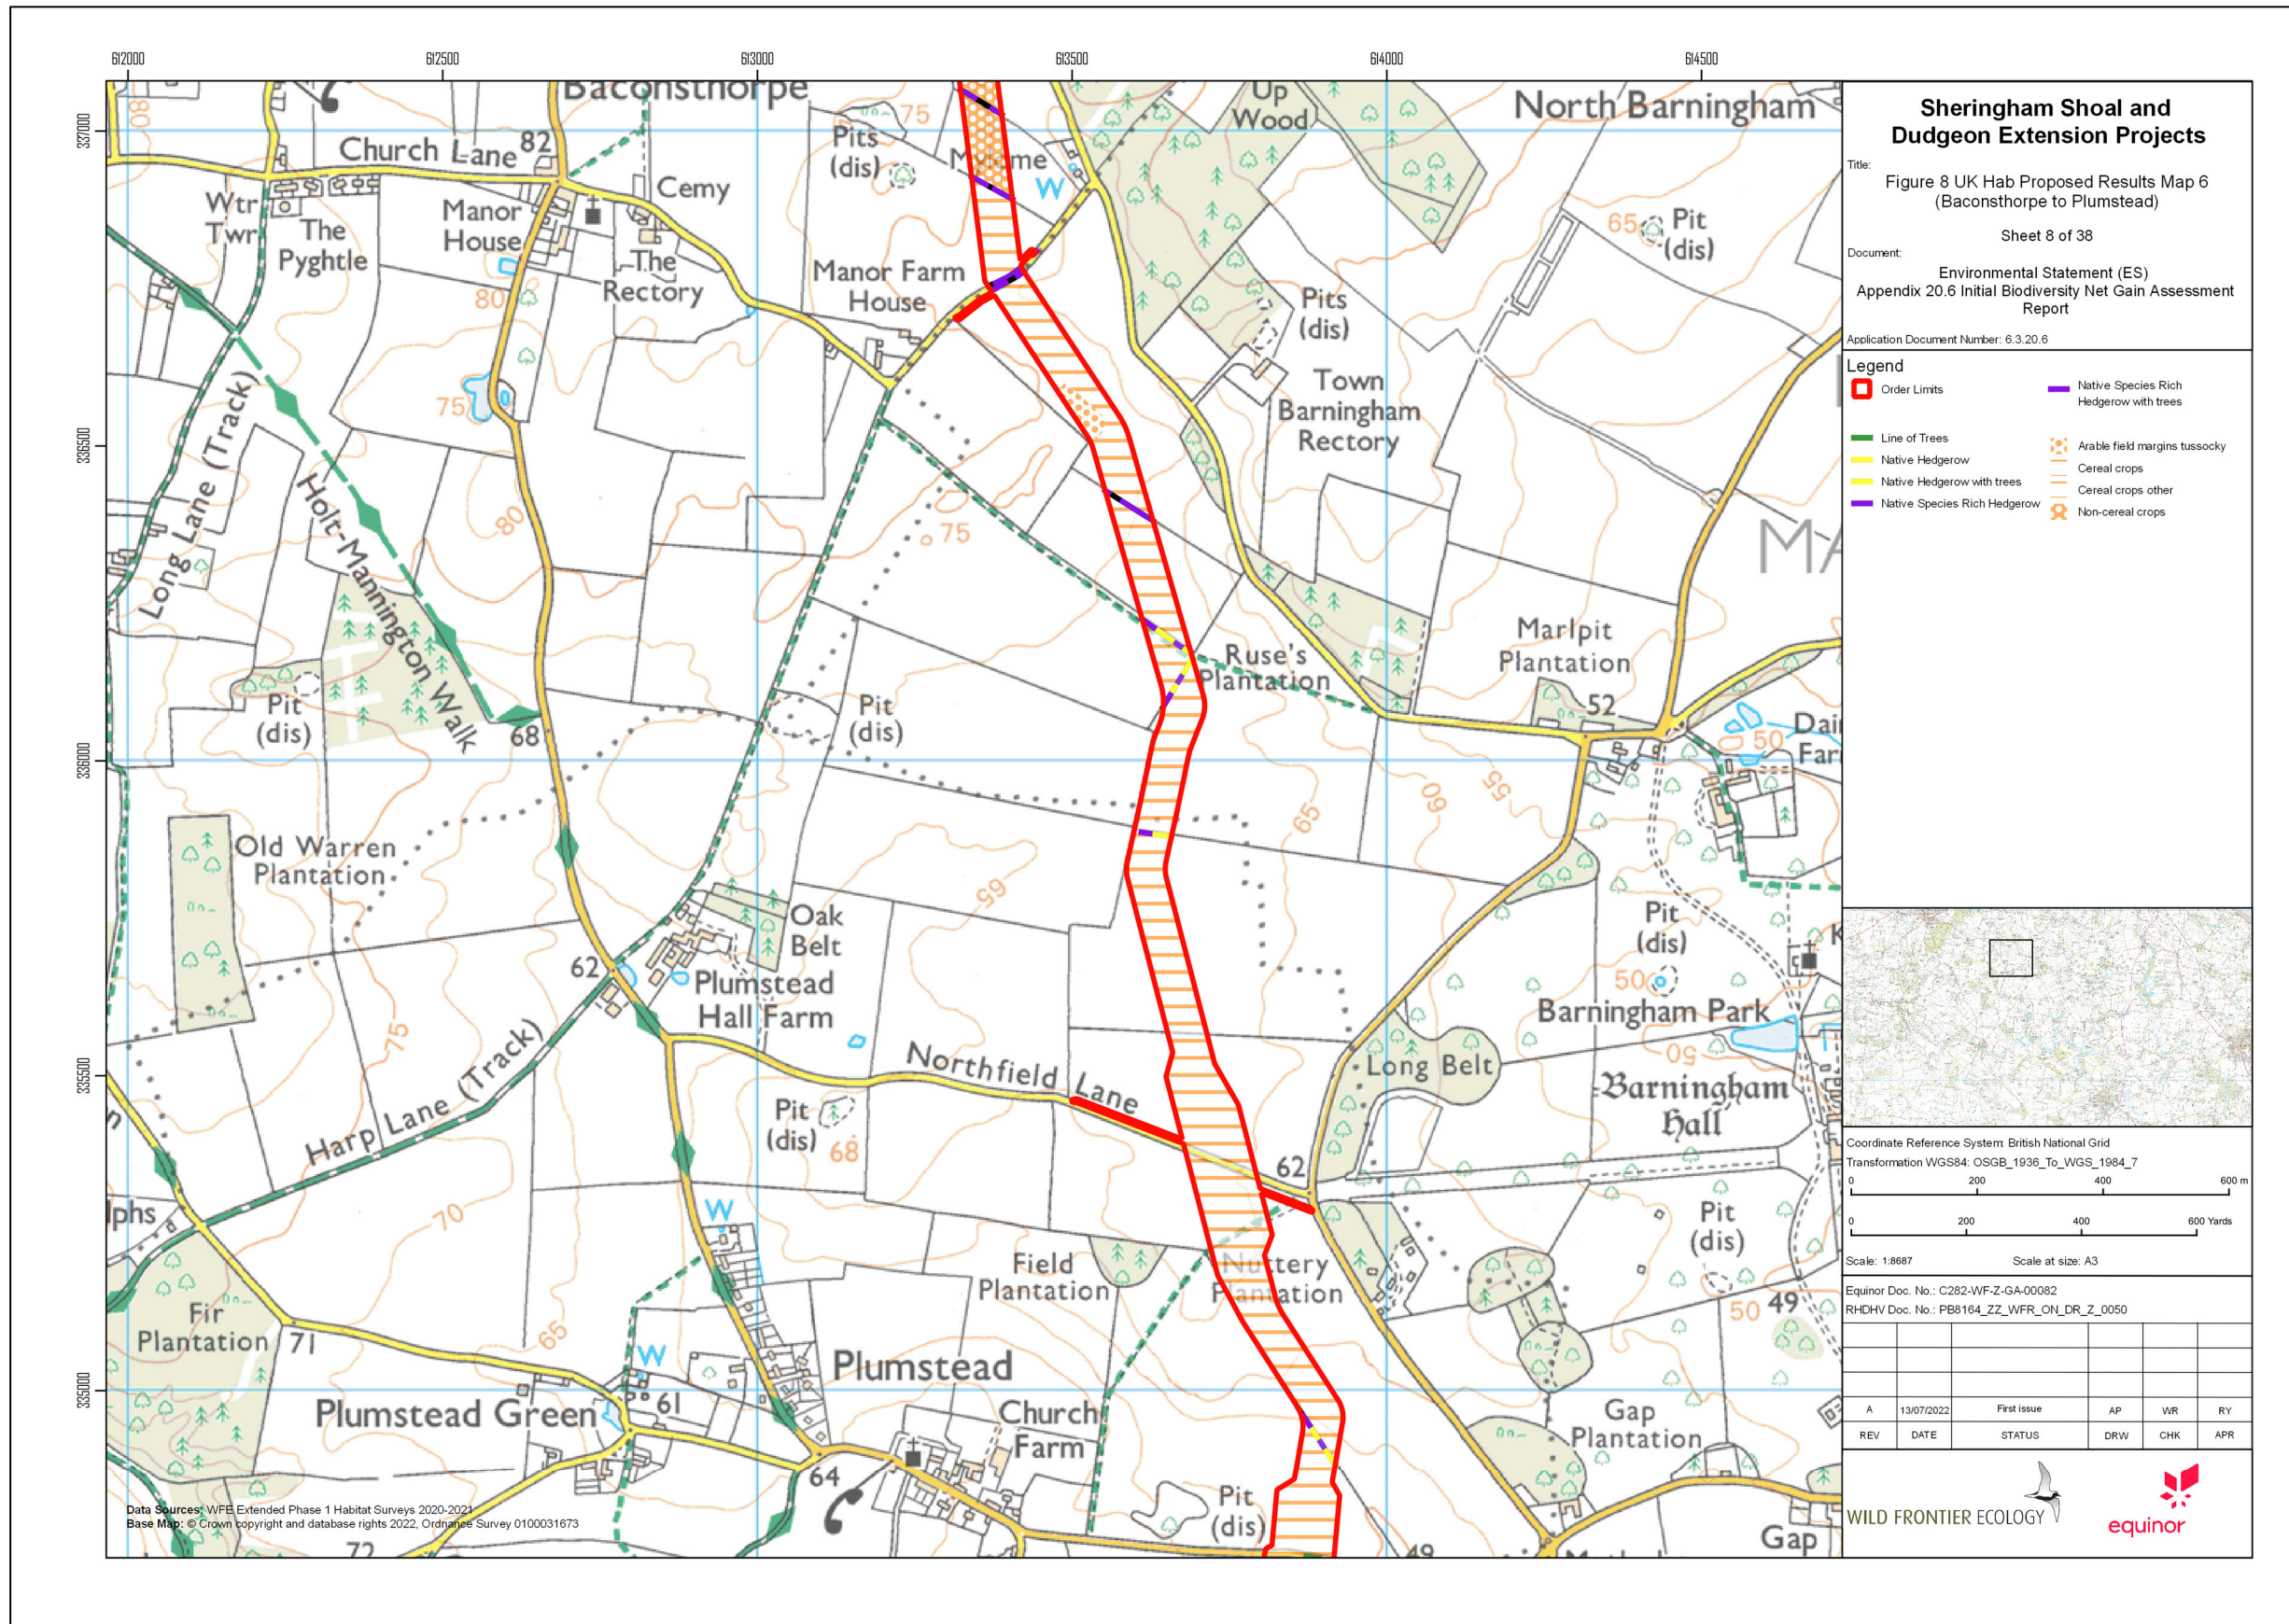 612000
612500
613000
613500
614000
614500
337000
336500
336000
335500
335000
Baconsthorpe
80
Church Lane
82
Cemy
Wtr
Twr
The
Pyghtle
Manor
House
The
Rectory
80
75
Pits
(dis)
75
W
Up
Wood
North Barningham
65
Pit
(dis)
Manor Farm
House
Pits
(dis)
Town
Barningham
Rectory
Long Lane (Track)
Holt-Mannington Walk
80
75
Pit
(dis)
68
Pit
(dis)
Ruse's
Plantation
Marlpit
Plantation
52
50
65
60
55
Old Warren
Plantation
65
Oak
Belt
62
Plumstead
Hall Farm
75
Harp Lane (Track)
Northfield Lane
Pit
(dis)
68
Long Belt
Pit
(dis)
50
Barningham Park
50
Barningham
Hall
62
70
W
Field
Plantation
Nuttery
Plantation
Pit
(dis)
50
49
Fir
Plantation
71
65
W
Plumstead
Plumstead Green
61
Church
Farm
64
Pit
(dis)
Gap
Plantation
Gap
72
49
Data Sources: WFE Extended Phase 1 Habitat Surveys 2020-2021
Base Map: © Crown copyright and database rights 2022, Ordnance Survey 0100031673
Sheringham Shoal and
Dudgeon Extension Projects
Title:
Figure 8 UK Hab Proposed Results Map 6
(Baconsthorpe to Plumstead)
Sheet 8 of 38
Document:
Environmental Statement (ES)
Appendix 20.6 Initial Biodiversity Net Gain Assessment
Report
Application Document Number: 6.3.20.6
Legend
Order Limits
Line of Trees
Native Hedgerow
Native Hedgerow with trees
Native Species Rich Hedgerow
Native Species Rich
Hedgerow with trees
Arable field margins tussocky
Cereal crops
Cereal crops other
Non-cereal crops
Coordinate Reference System: British National Grid
Transformation WGS84: OSGB_1936_To_WGS_1984_7
0 200 400 600 m
0 200 400 600 Yards
Scale: 1:8687 Scale at size: A3
Equinor Doc. No.: C282-WF-Z-GA-00082
RHDHV Doc. No.: PB8164_ZZ_WFR_ON_DR_Z_0050
A 13/07/2022 First issue AP WR RY
REV DATE STATUS DRW CHK APR
WILD FRONTIER ECOLOGY
equinor